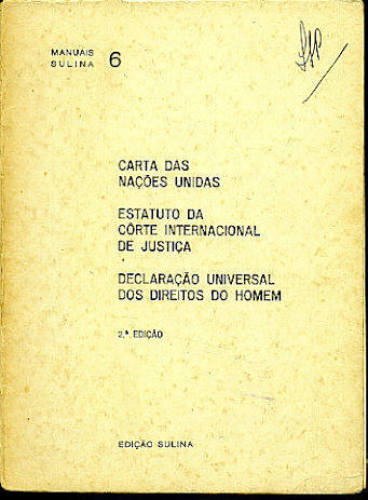 MANUAIS
SULINA 6
CARTA DAS
NAÇÕES UNIDAS
ESTATUTO DA
CÔRTE INTERNACIONAL
DE JUSTIÇA
DECLARAÇÃO UNIVERSAL
DOS DIREITOS DO HOMEM
2.ª EDIÇÃO
EDIÇÃO SULINA